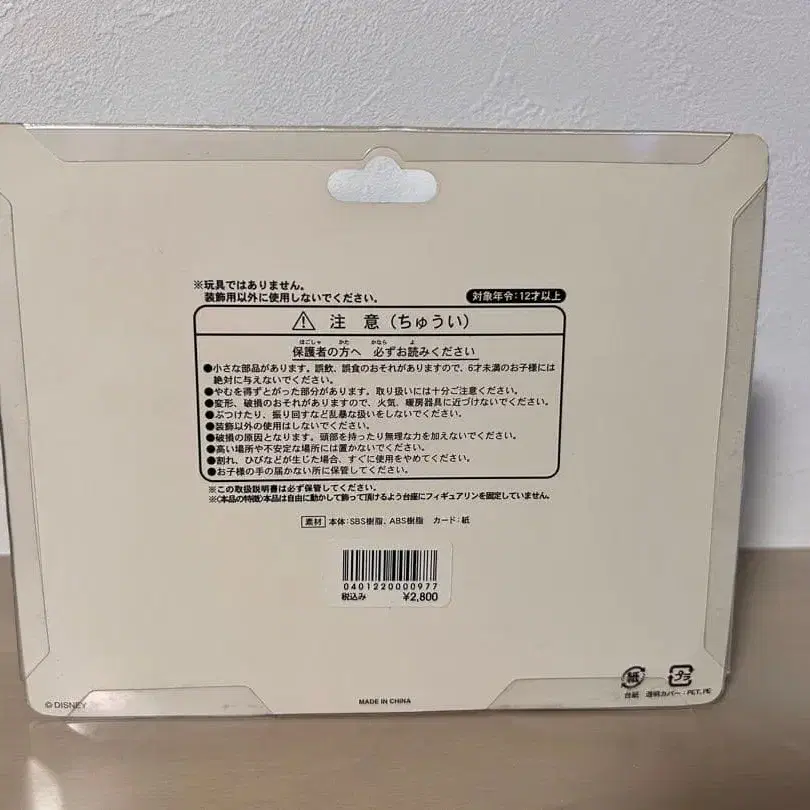 ※玩具ではありません。
装飾用以外に使用しないでください。
対象年令:12才以上
⚠ 注 意(ちゅうい)
保護者の方へ 必ずお読みください
●小さな部品があります。誤飲、誤食のおそれがありますので、6才未満のお子様には
絶対に与えないでください。
●やむを得ずとがった部分があります。取り扱いには十分ご注意ください。
●変形、破損のおそれがありますので、火気、暖房器具に近づけないでください。
●ぶつけたり、振り回すなど乱暴な扱いをしないでください。
●装飾以外の使用はしないでください。
●破損の原因となります。頭部を持ったり無理な力を加えないでください。
●高い場所や不安定な場所には置かないでください。
●割れ、ひびなどが生じた場合、すぐに使用をやめてください。
●お子様の手の届かない所に保管してください。
※この取扱説明書は必ず保管してください。
※〈本品の特徴〉本品は自由に動かして飾って頂けるよう台座にフィギュアリンを固定していません。
素材 本体:SBS樹脂、ABS樹脂 カード:紙
0401220000977
税込み ¥2,800
紙 プラ
台紙 透明カバー:PET, PE
© DISNEY
MADE IN CHINA